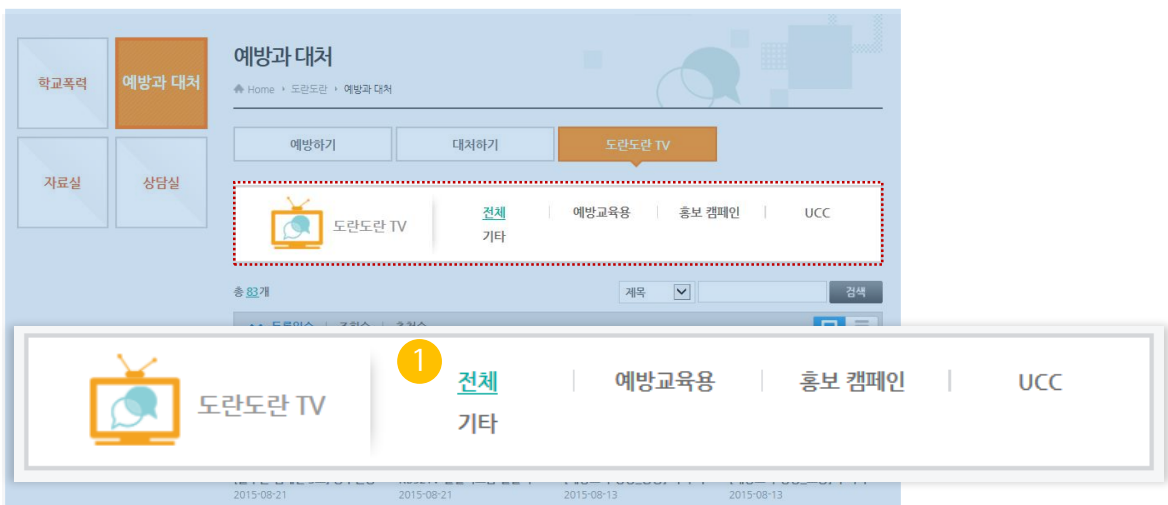 학교폭력
예방과 대처
자료실
상담실
예방과 대처
Home › 도란도란 › 예방과 대처
예방하기
대처하기
도란도란 TV
도란도란 TV
전체
예방교육용
홍보 캠페인
UCC
기타
총 83개
제목
검색
1
도란도란 TV
전체
예방교육용
홍보 캠페인
UCC
기타
2015-08-21
2015-08-21
2015-08-13
2015-08-13